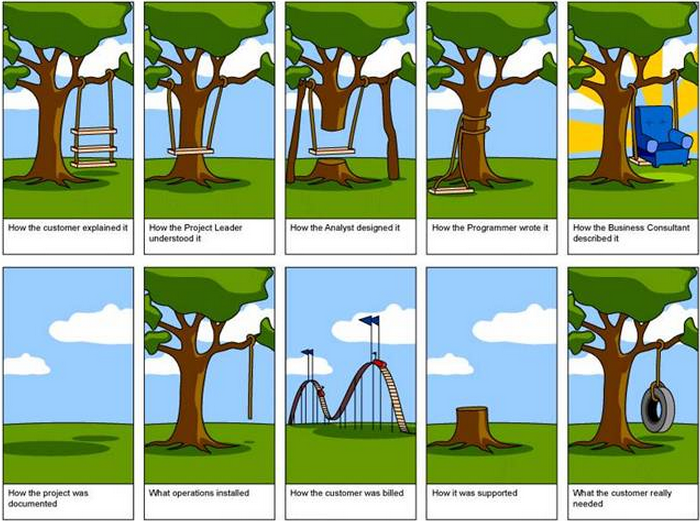 How the customer explained it
How the Project Leader
understood it
How the Analyst designed it
How the Programmer wrote it
How the Business Consultant
described it
How the project was
documented
What operations installed
How the customer was billed
How it was supported
What the customer really
needed